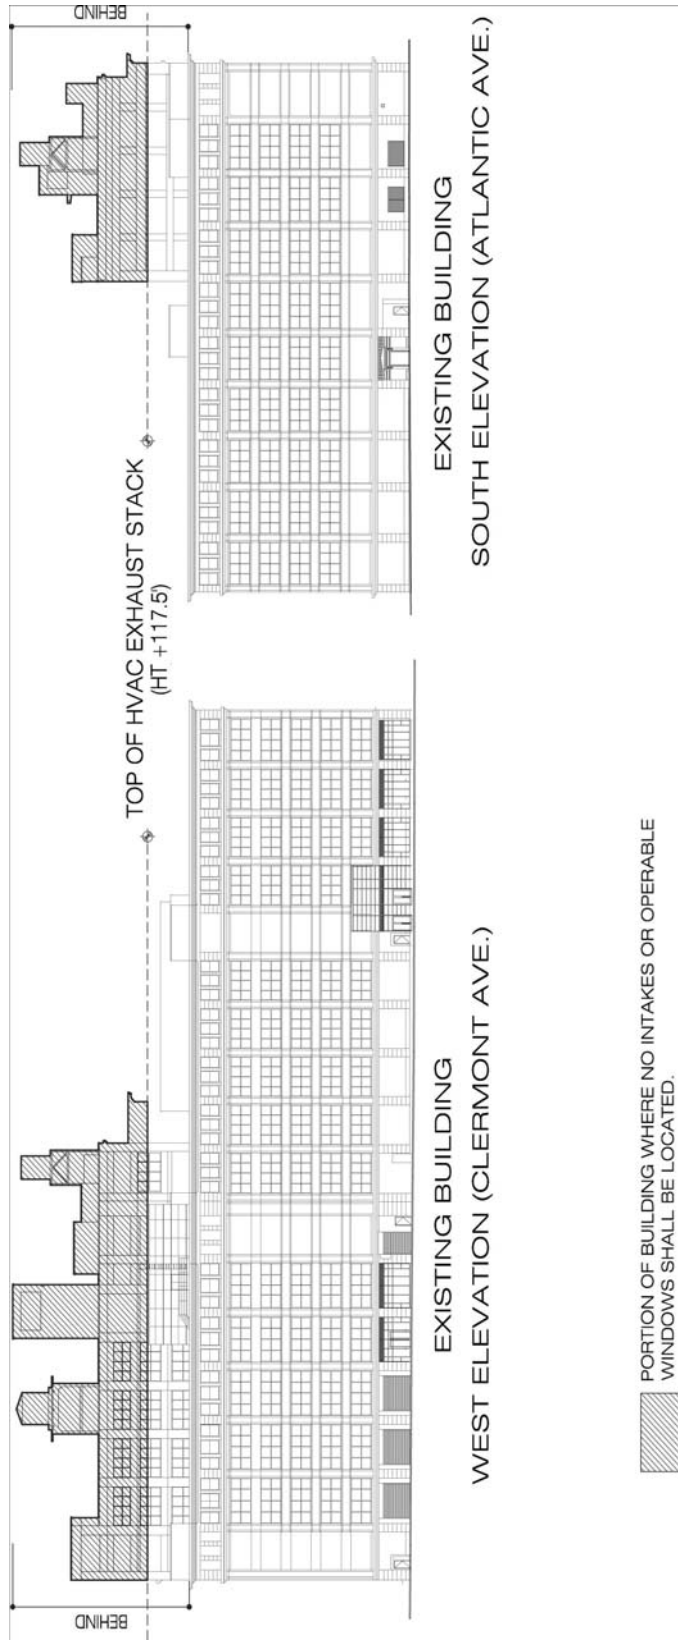 BEHIND
TOP OF HVAC EXHAUST STACK
(HT +117.5')
BEHIND
EXISTING BUILDING
WEST ELEVATION (CLERMONT AVE.)
EXISTING BUILDING
SOUTH ELEVATION (ATLANTIC AVE.)
PORTION OF BUILDING WHERE NO INTAKES OR OPERABLE
WINDOWS SHALL BE LOCATED.